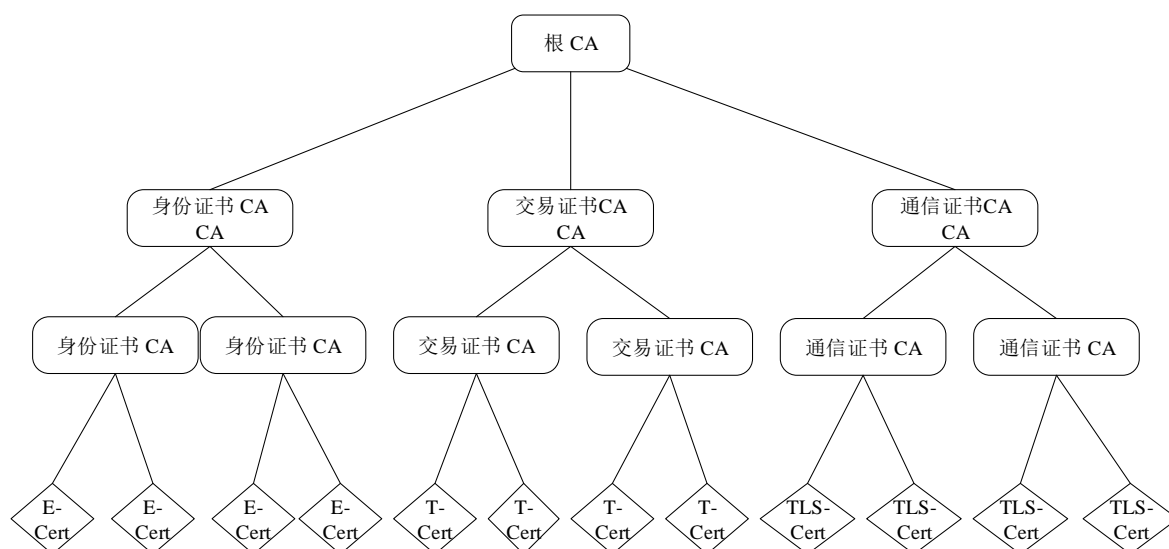 根 CA
身份证书 CA
CA
交易证书CA
CA
通信证书CA
CA
身份证书 CA
身份证书 CA
交易证书 CA
交易证书 CA
通信证书 CA
通信证书 CA
E-
Cert
E-
Cert
E-
Cert
E-
Cert
T-
Cert
T-
Cert
T-
Cert
T-
Cert
TLS-
Cert
TLS-
Cert
TLS-
Cert
TLS-
Cert